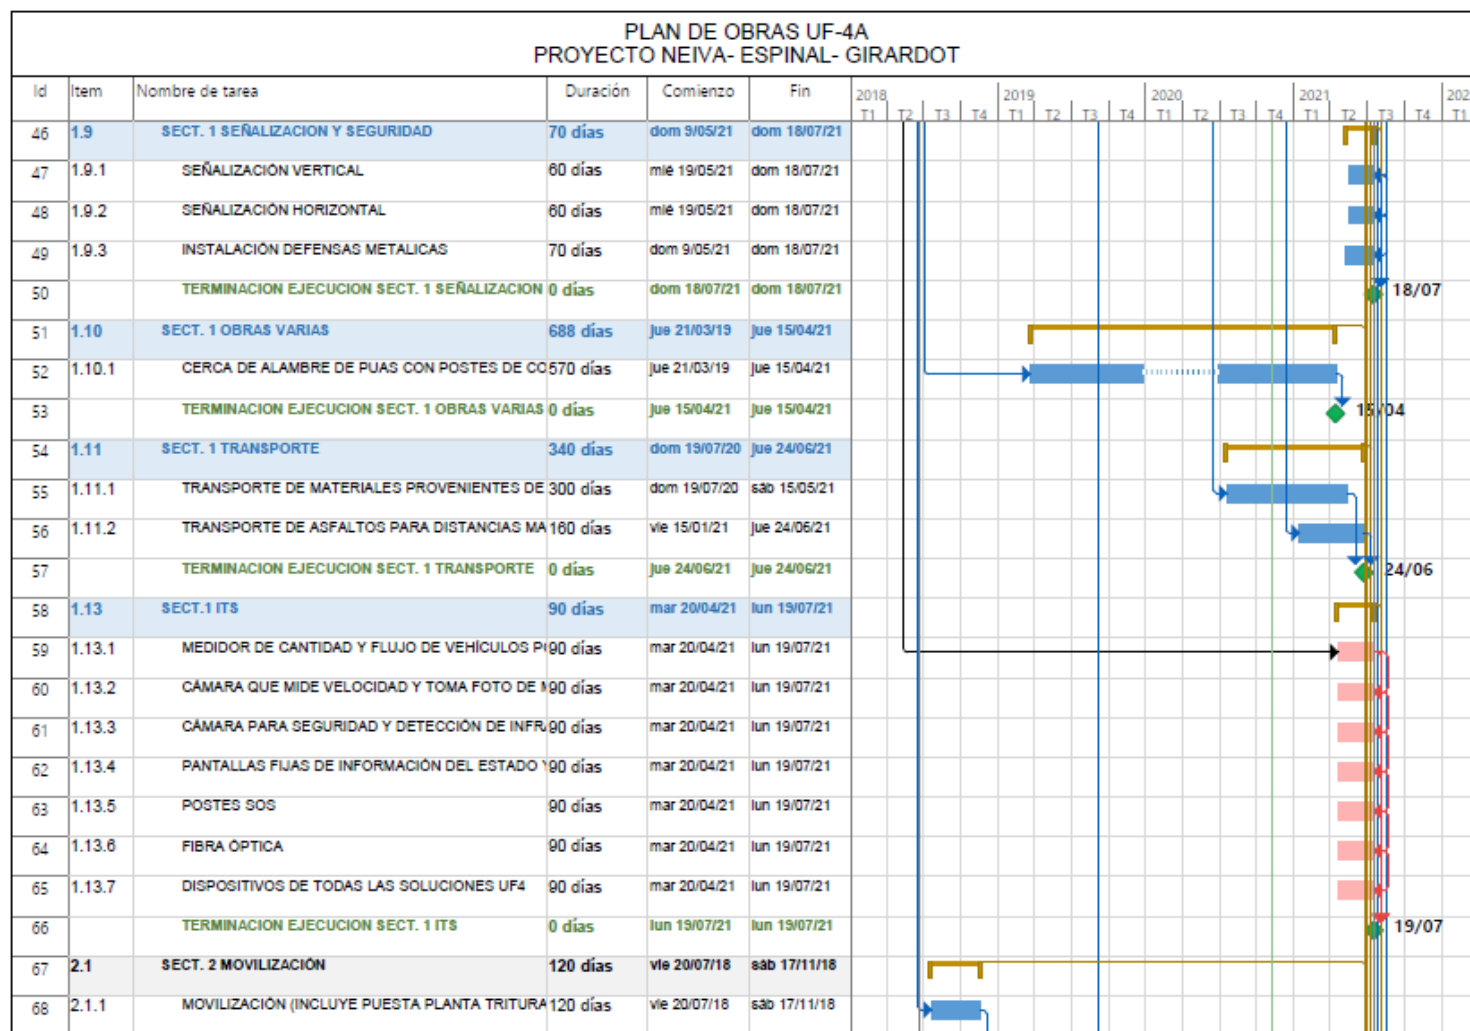 PLAN DE OBRAS UF-4A
PROYECTO NEIVA- ESPINAL- GIRARDOT
Id Item Nombre de tarea Duración Comienzo Fin 2018 2019 2020 2021 202
T1 T2 T3 T4 T1 T2 T3 T4 T1 T2 T3 T4 T1 T2 T3 T4 T1
46 1.9 SECT. 1 SEÑALIZACION Y SEGURIDAD 70 días dom 9/05/21 dom 18/07/21
47 1.9.1 SEÑALIZACIÓN VERTICAL 60 días mié 19/05/21 dom 18/07/21
48 1.9.2 SEÑALIZACIÓN HORIZONTAL 60 días mié 19/05/21 dom 18/07/21
49 1.9.3 INSTALACIÓN DEFENSAS METALICAS 70 días dom 9/05/21 dom 18/07/21
50 TERMINACION EJECUCION SECT. 1 SEÑALIZACION 0 días dom 18/07/21 dom 18/07/21 18/07
51 1.10 SECT. 1 OBRAS VARIAS 688 días jue 21/03/19 jue 15/04/21
52 1.10.1 CERCA DE ALAMBRE DE PUAS CON POSTES DE CO 570 días jue 21/03/19 jue 15/04/21
53 TERMINACION EJECUCION SECT. 1 OBRAS VARIAS 0 días jue 15/04/21 jue 15/04/21 15/04
54 1.11 SECT. 1 TRANSPORTE 340 días dom 19/07/20 jue 24/06/21
55 1.11.1 TRANSPORTE DE MATERIALES PROVENIENTES DE 300 días dom 19/07/20 sáb 15/05/21
56 1.11.2 TRANSPORTE DE ASFALTOS PARA DISTANCIAS MA 160 días vie 15/01/21 jue 24/06/21
57 TERMINACION EJECUCION SECT. 1 TRANSPORTE 0 días jue 24/06/21 jue 24/06/21 24/06
58 1.13 SECT.1 ITS 90 días mar 20/04/21 lun 19/07/21
59 1.13.1 MEDIDOR DE CANTIDAD Y FLUJO DE VEHÍCULOS 90 días mar 20/04/21 lun 19/07/21
60 1.13.2 CÁMARA QUE MIDE VELOCIDAD Y TOMA FOTO DE 90 días mar 20/04/21 lun 19/07/21
61 1.13.3 CÁMARA PARA SEGURIDAD Y DETECCIÓN DE INFR 90 días mar 20/04/21 lun 19/07/21
62 1.13.4 PANTALLAS FIJAS DE INFORMACIÓN DEL ESTADO 90 días mar 20/04/21 lun 19/07/21
63 1.13.5 POSTES SOS 90 días mar 20/04/21 lun 19/07/21
64 1.13.6 FIBRA ÓPTICA 90 días mar 20/04/21 lun 19/07/21
65 1.13.7 DISPOSITIVOS DE TODAS LAS SOLUCIONES UF4 90 días mar 20/04/21 lun 19/07/21
66 TERMINACION EJECUCION SECT. 1 ITS 0 días lun 19/07/21 lun 19/07/21 19/07
67 2.1 SECT. 2 MOVILIZACIÓN 120 días vie 20/07/18 sáb 17/11/18
68 2.1.1 MOVILIZACIÓN (INCLUYE PUESTA PLANTA TRITURA 120 días vie 20/07/18 sáb 17/11/18